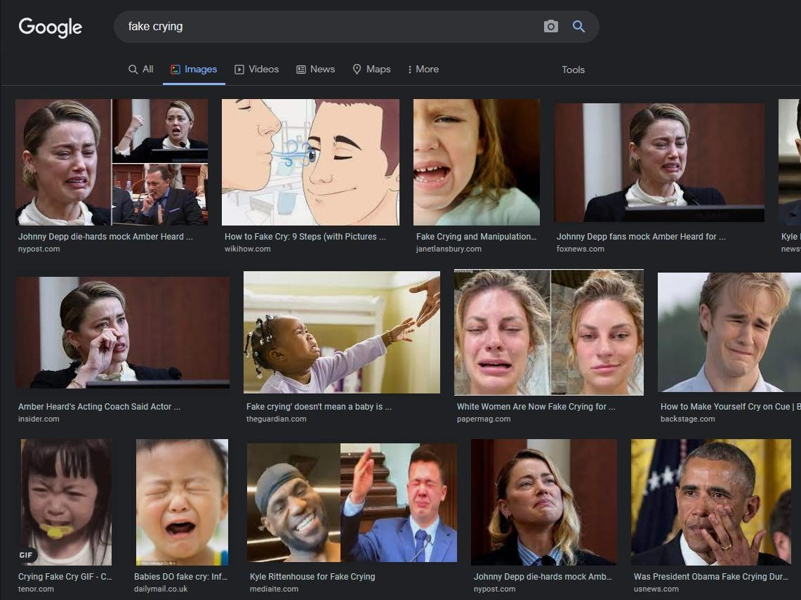 Google
fake crying
All Images Videos News Maps More Tools
Johnny Depp die-hards mock Amber Heard ...
nypost.com
How to Fake Cry: 9 Steps (with Pictures ...
wikihow.com
Fake Crying and Manipulation...
janetlansbury.com
Johnny Depp fans mock Amber Heard for ...
foxnews.com
Kyle
news
Amber Heard's Acting Coach Said Actor ...
insider.com
Fake crying' doesn't mean a baby is ...
theguardian.com
White Women Are Now Fake Crying for ...
papermag.com
How to Make Yourself Cry on Cue | B
backstage.com
GIF
Crying Fake Cry GIF - C...
tenor.com
Babies DO fake cry: Inf...
dailymail.co.uk
Kyle Rittenhouse for Fake Crying
mediaite.com
Johnny Depp die-hards mock Amb...
nypost.com
Was President Obama Fake Crying Dur...
usnews.com